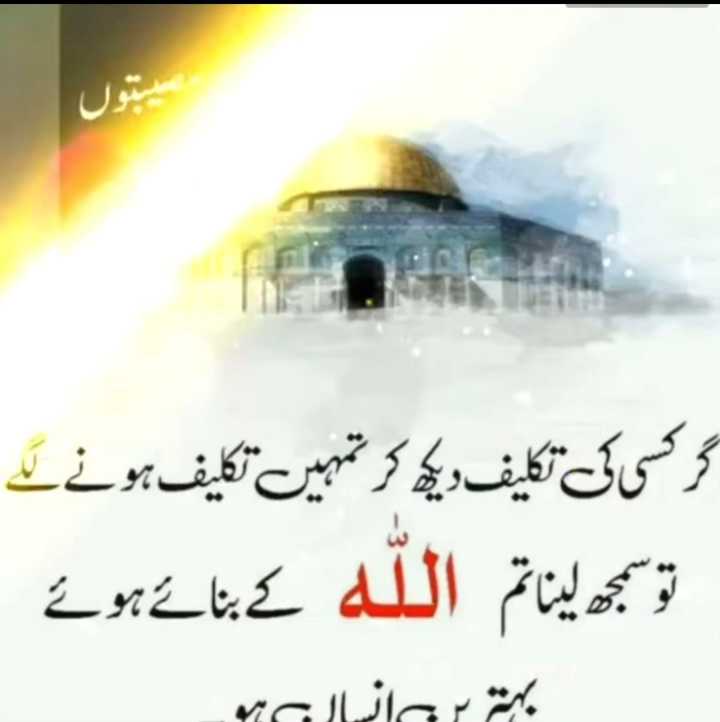 گر کسی کی تکلیف دیکھ کر تمہیں تکلیف ہونے لگے
تو سمجھ لینا تم اللہ کے بنائے ہوئے
بہترین انسان ہو۔